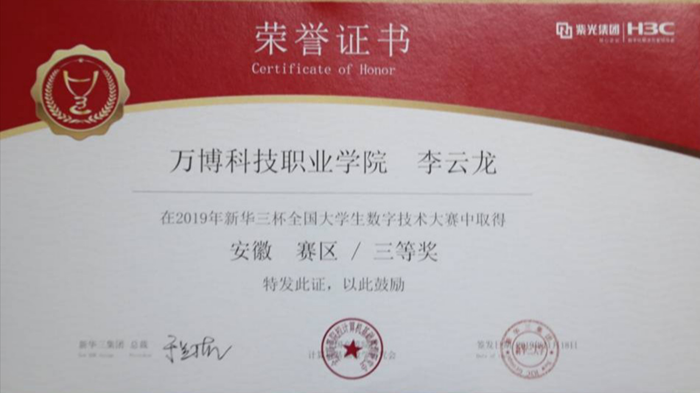 荣誉证书
Certificate of Honor
紫光集团 H3C
万博科技职业学院 李云龙
在2019年新华三杯全国大学生数字技术大赛中取得
安徽 赛区 / 三等奖
特发此证，以此鼓励
新华三集团 总裁